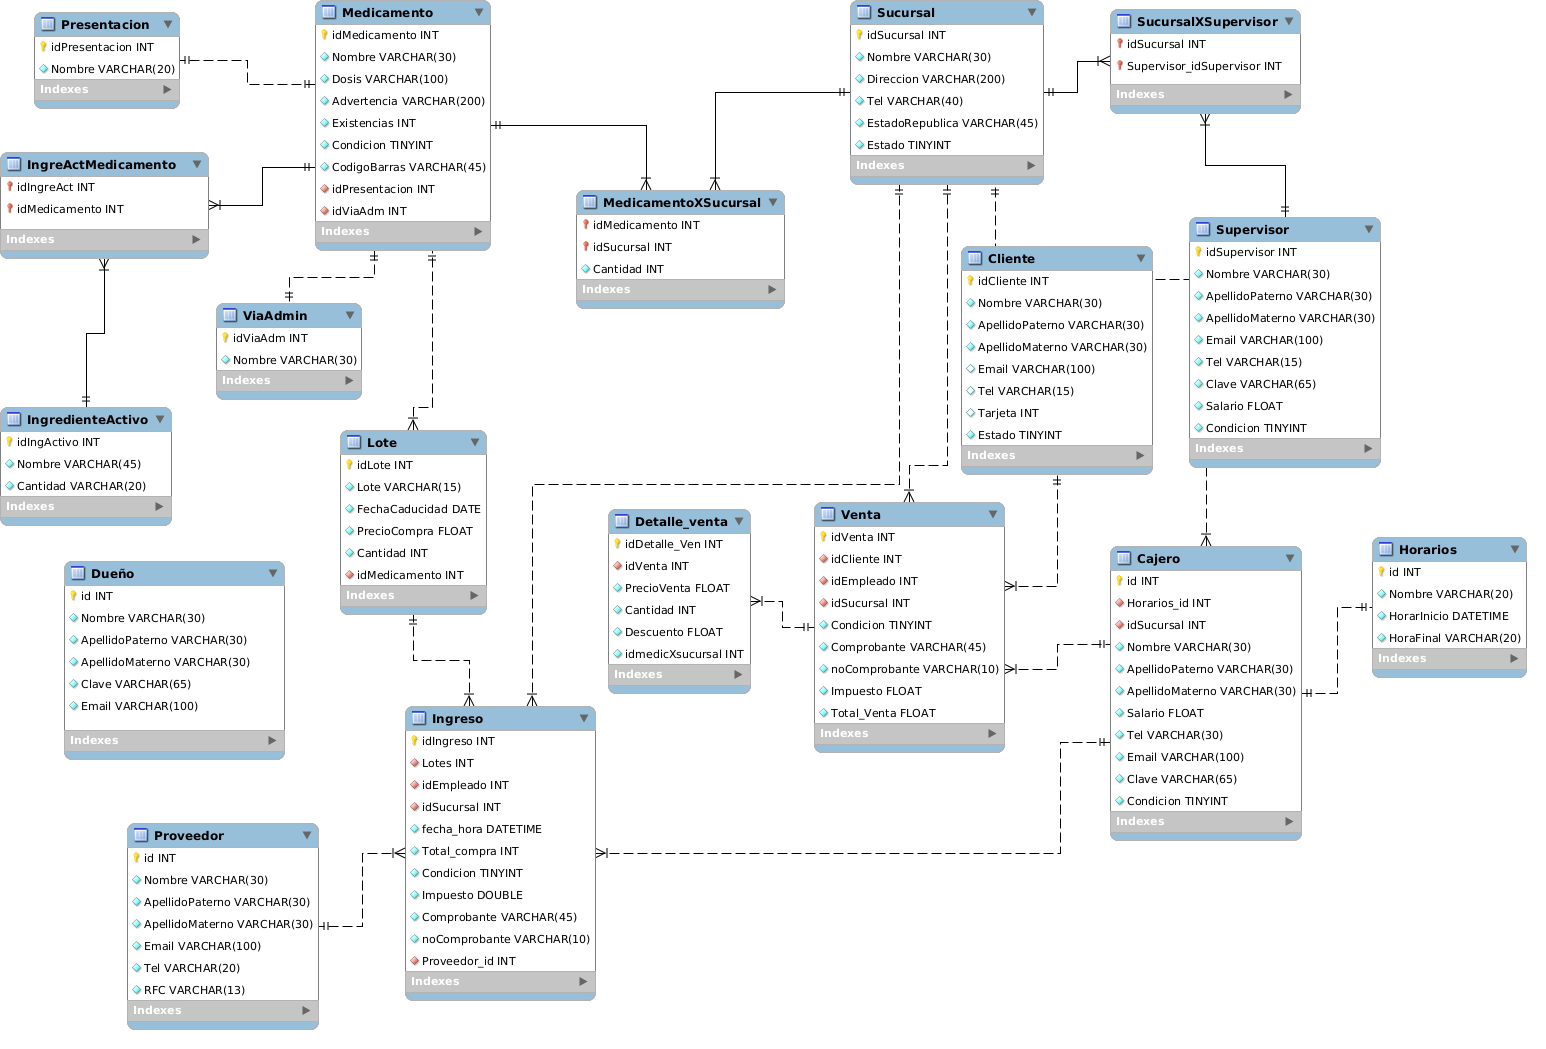 Presentacion
idPresentacion INT
Nombre VARCHAR(20)
Indexes
Medicamento
idMedicamento INT
Nombre VARCHAR(30)
Dosis VARCHAR(100)
Advertencia VARCHAR(200)
Existencias INT
Condicion TINYINT
CodigoBarras VARCHAR(45)
idPresentacion INT
idViaAdm INT
Indexes
Sucursal
idSucursal INT
Nombre VARCHAR(30)
Direccion VARCHAR(200)
Tel VARCHAR(40)
EstadoRepublica VARCHAR(45)
Estado TINYINT
Indexes
SucursalXSupervisor
idSucursal INT
Supervisor_idSupervisor INT
Indexes
IngreActMedicamento
idIngreAct INT
idMedicamento INT
Indexes
MedicamentoXSucursal
idMedicamento INT
idSucursal INT
Cantidad INT
Indexes
Supervisor
idSupervisor INT
Nombre VARCHAR(30)
ApellidoPaterno VARCHAR(30)
ApellidoMaterno VARCHAR(30)
Email VARCHAR(100)
Tel VARCHAR(15)
Clave VARCHAR(65)
Salario FLOAT
Condicion TINYINT
Indexes
Cliente
idCliente INT
Nombre VARCHAR(30)
ApellidoPaterno VARCHAR(30)
ApellidoMaterno VARCHAR(30)
Email VARCHAR(100)
Tel VARCHAR(15)
Tarjeta INT
Estado TINYINT
Indexes
ViaAdmin
idViaAdm INT
Nombre VARCHAR(30)
Indexes
IngredienteActivo
idIngActivo INT
Nombre VARCHAR(45)
Cantidad VARCHAR(20)
Indexes
Lote
idLote INT
Lote VARCHAR(15)
FechaCaducidad DATE
PrecioCompra FLOAT
Cantidad INT
idMedicamento INT
Indexes
Detalle_venta
idDetalle_Ven INT
idVenta INT
PrecioVenta FLOAT
Cantidad INT
Descuento FLOAT
idmedicXsucursal INT
Indexes
Venta
idVenta INT
idCliente INT
idEmpleado INT
idSucursal INT
Condicion TINYINT
Comprobante VARCHAR(45)
noComprobante VARCHAR(10)
Impuesto FLOAT
Total_Venta FLOAT
Indexes
Cajero
id INT
Horarios_id INT
idSucursal INT
Nombre VARCHAR(30)
ApellidoPaterno VARCHAR(30)
ApellidoMaterno VARCHAR(30)
Salario FLOAT
Tel VARCHAR(30)
Email VARCHAR(100)
Clave VARCHAR(65)
Condicion TINYINT
Indexes
Horarios
id INT
Nombre VARCHAR(20)
HorarInicio DATETIME
HoraFinal VARCHAR(20)
Indexes
Dueño
id INT
Nombre VARCHAR(30)
ApellidoPaterno VARCHAR(30)
ApellidoMaterno VARCHAR(30)
Clave VARCHAR(65)
Email VARCHAR(100)
Indexes
Ingreso
idIngreso INT
Lotes INT
idEmpleado INT
idSucursal INT
fecha_hora DATETIME
Total_compra INT
Condicion TINYINT
Impuesto DOUBLE
Comprobante VARCHAR(45)
noComprobante VARCHAR(10)
Proveedor_id INT
Indexes
Proveedor
id INT
Nombre VARCHAR(30)
ApellidoPaterno VARCHAR(30)
ApellidoMaterno VARCHAR(30)
Email VARCHAR(100)
Tel VARCHAR(20)
RFC VARCHAR(13)
Indexes